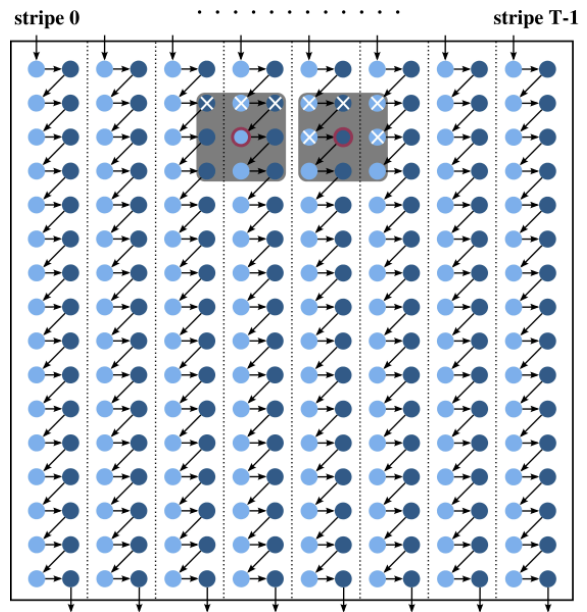 stripe 0 . . . . . . . . . . . . . stripe T-1